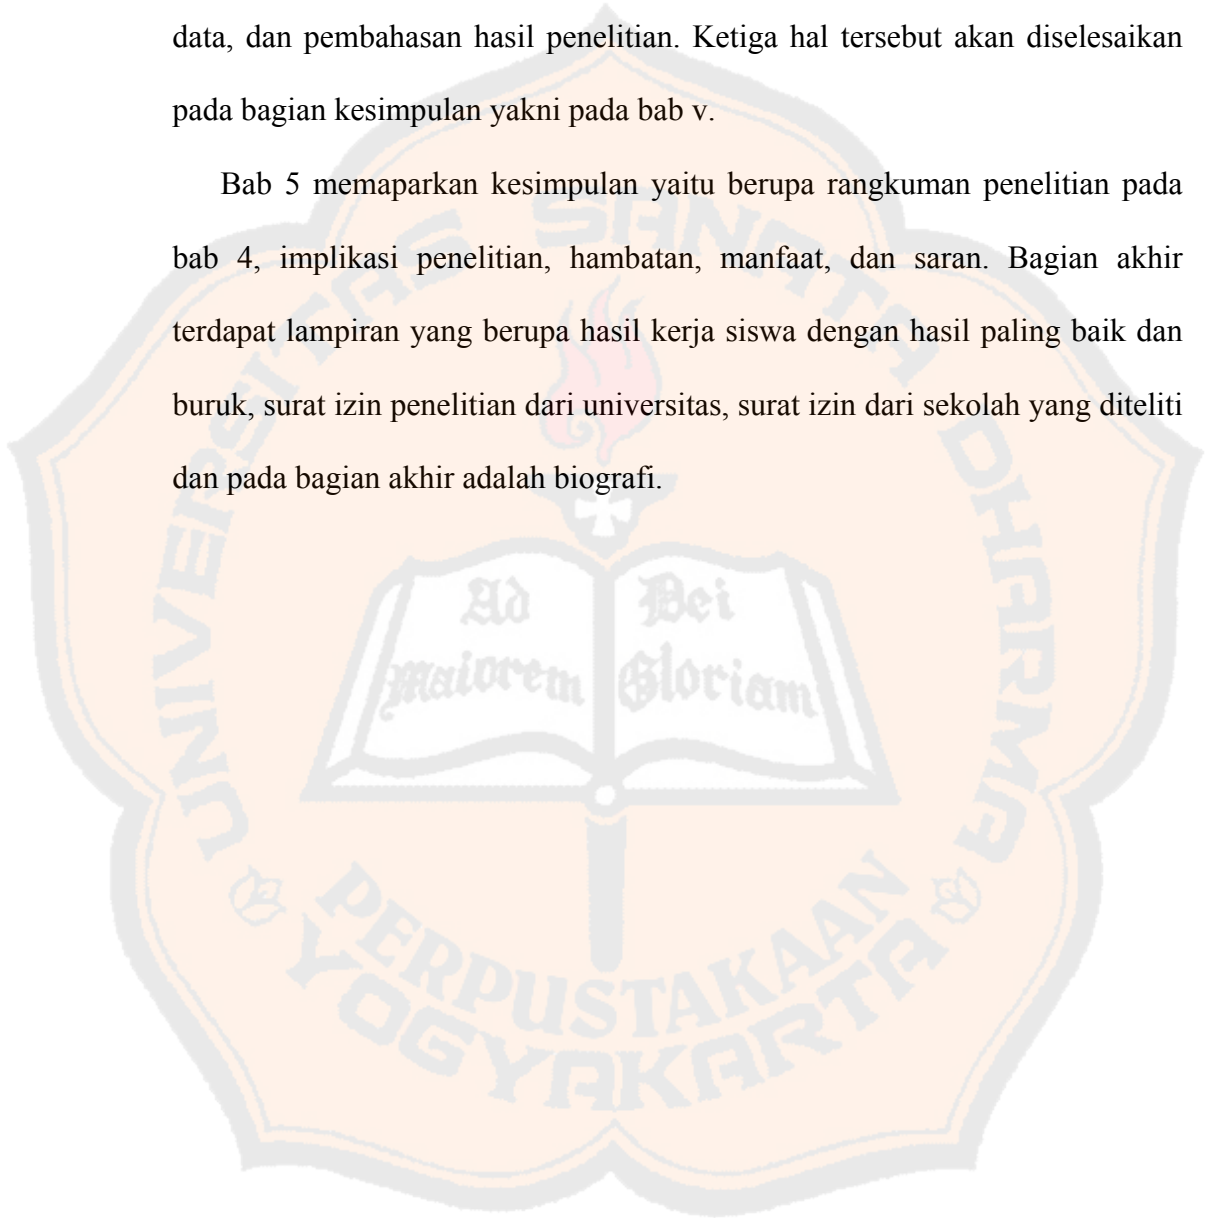 data, dan pembahasan hasil penelitian. Ketiga hal tersebut akan diselesaikan
pada bagian kesimpulan yakni pada bab v.
Bab 5 memaparkan kesimpulan yaitu berupa rangkuman penelitian pada
bab 4, implikasi penelitian, hambatan, manfaat, dan saran. Bagian akhir
terdapat lampiran yang berupa hasil kerja siswa dengan hasil paling baik dan
buruk, surat izin penelitian dari universitas, surat izin dari sekolah yang diteliti
dan pada bagian akhir adalah biografi.
UNIVERSITAS SANATA DHARMA
Ad Dei
maiorem Gloriam
PERPUSTAKAAN
YOGYAKARTA